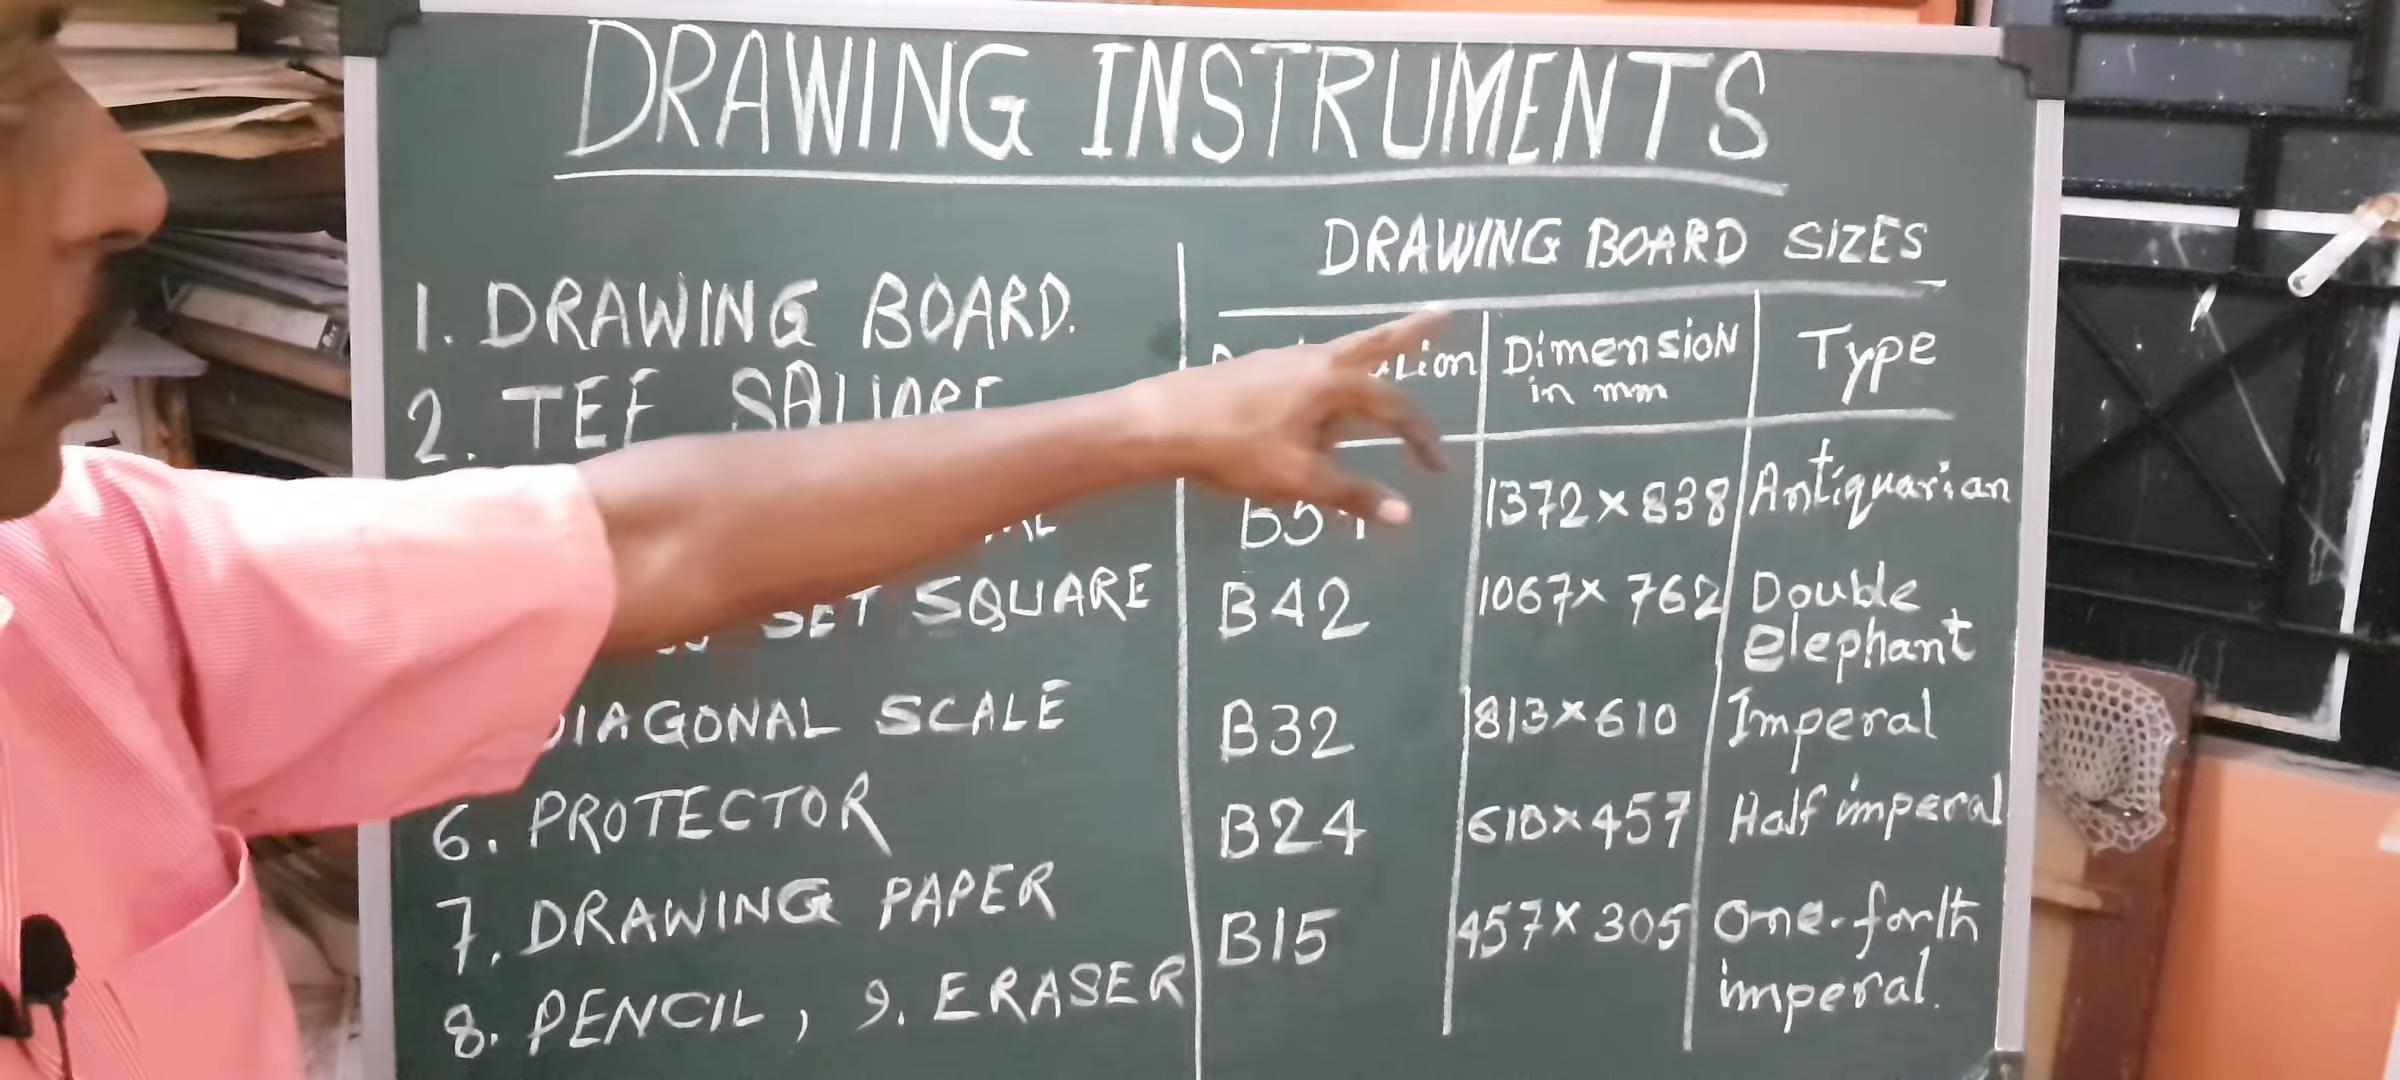 DRAWING INSTRUMENTS
1. DRAWING BOARD.
2. TEE SQUARE
SET SQUARE
DIAGONAL SCALE
6. PROTECTOR
7. DRAWING PAPER
8. PENCIL, 9. ERASER
DRAWING BOARD SIZES
Dimension Type
in mm
1372 × 838 Antiquarian
B42 1067 × 762 Double
elephant
B32 813 × 610 Imperal
B24 610 × 457 Half imperal
B15 457 × 305 One-forth
imperal.